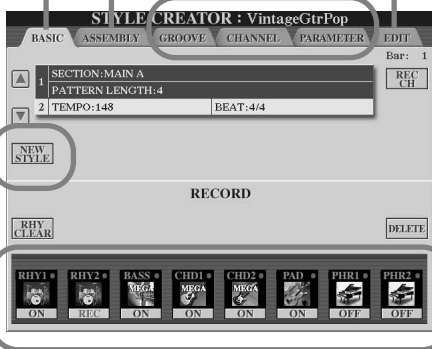 STYLE CREATOR : VintageGtrPop
BASIC ASSEMBLY GROOVE CHANNEL PARAMETER EDIT
Bar: 1
1 SECTION:MAIN A
PATTERN LENGTH:4
2 TEMPO:148 BEAT:4/4
REC CH
NEW STYLE
RECORD
RHY CLEAR
DELETE
RHY1 RHY2 BASS CHD1 CHD2 PAD PHR1 PHR2
MEGA MEGA MEGA
ON REC ON ON ON ON OFF OFF